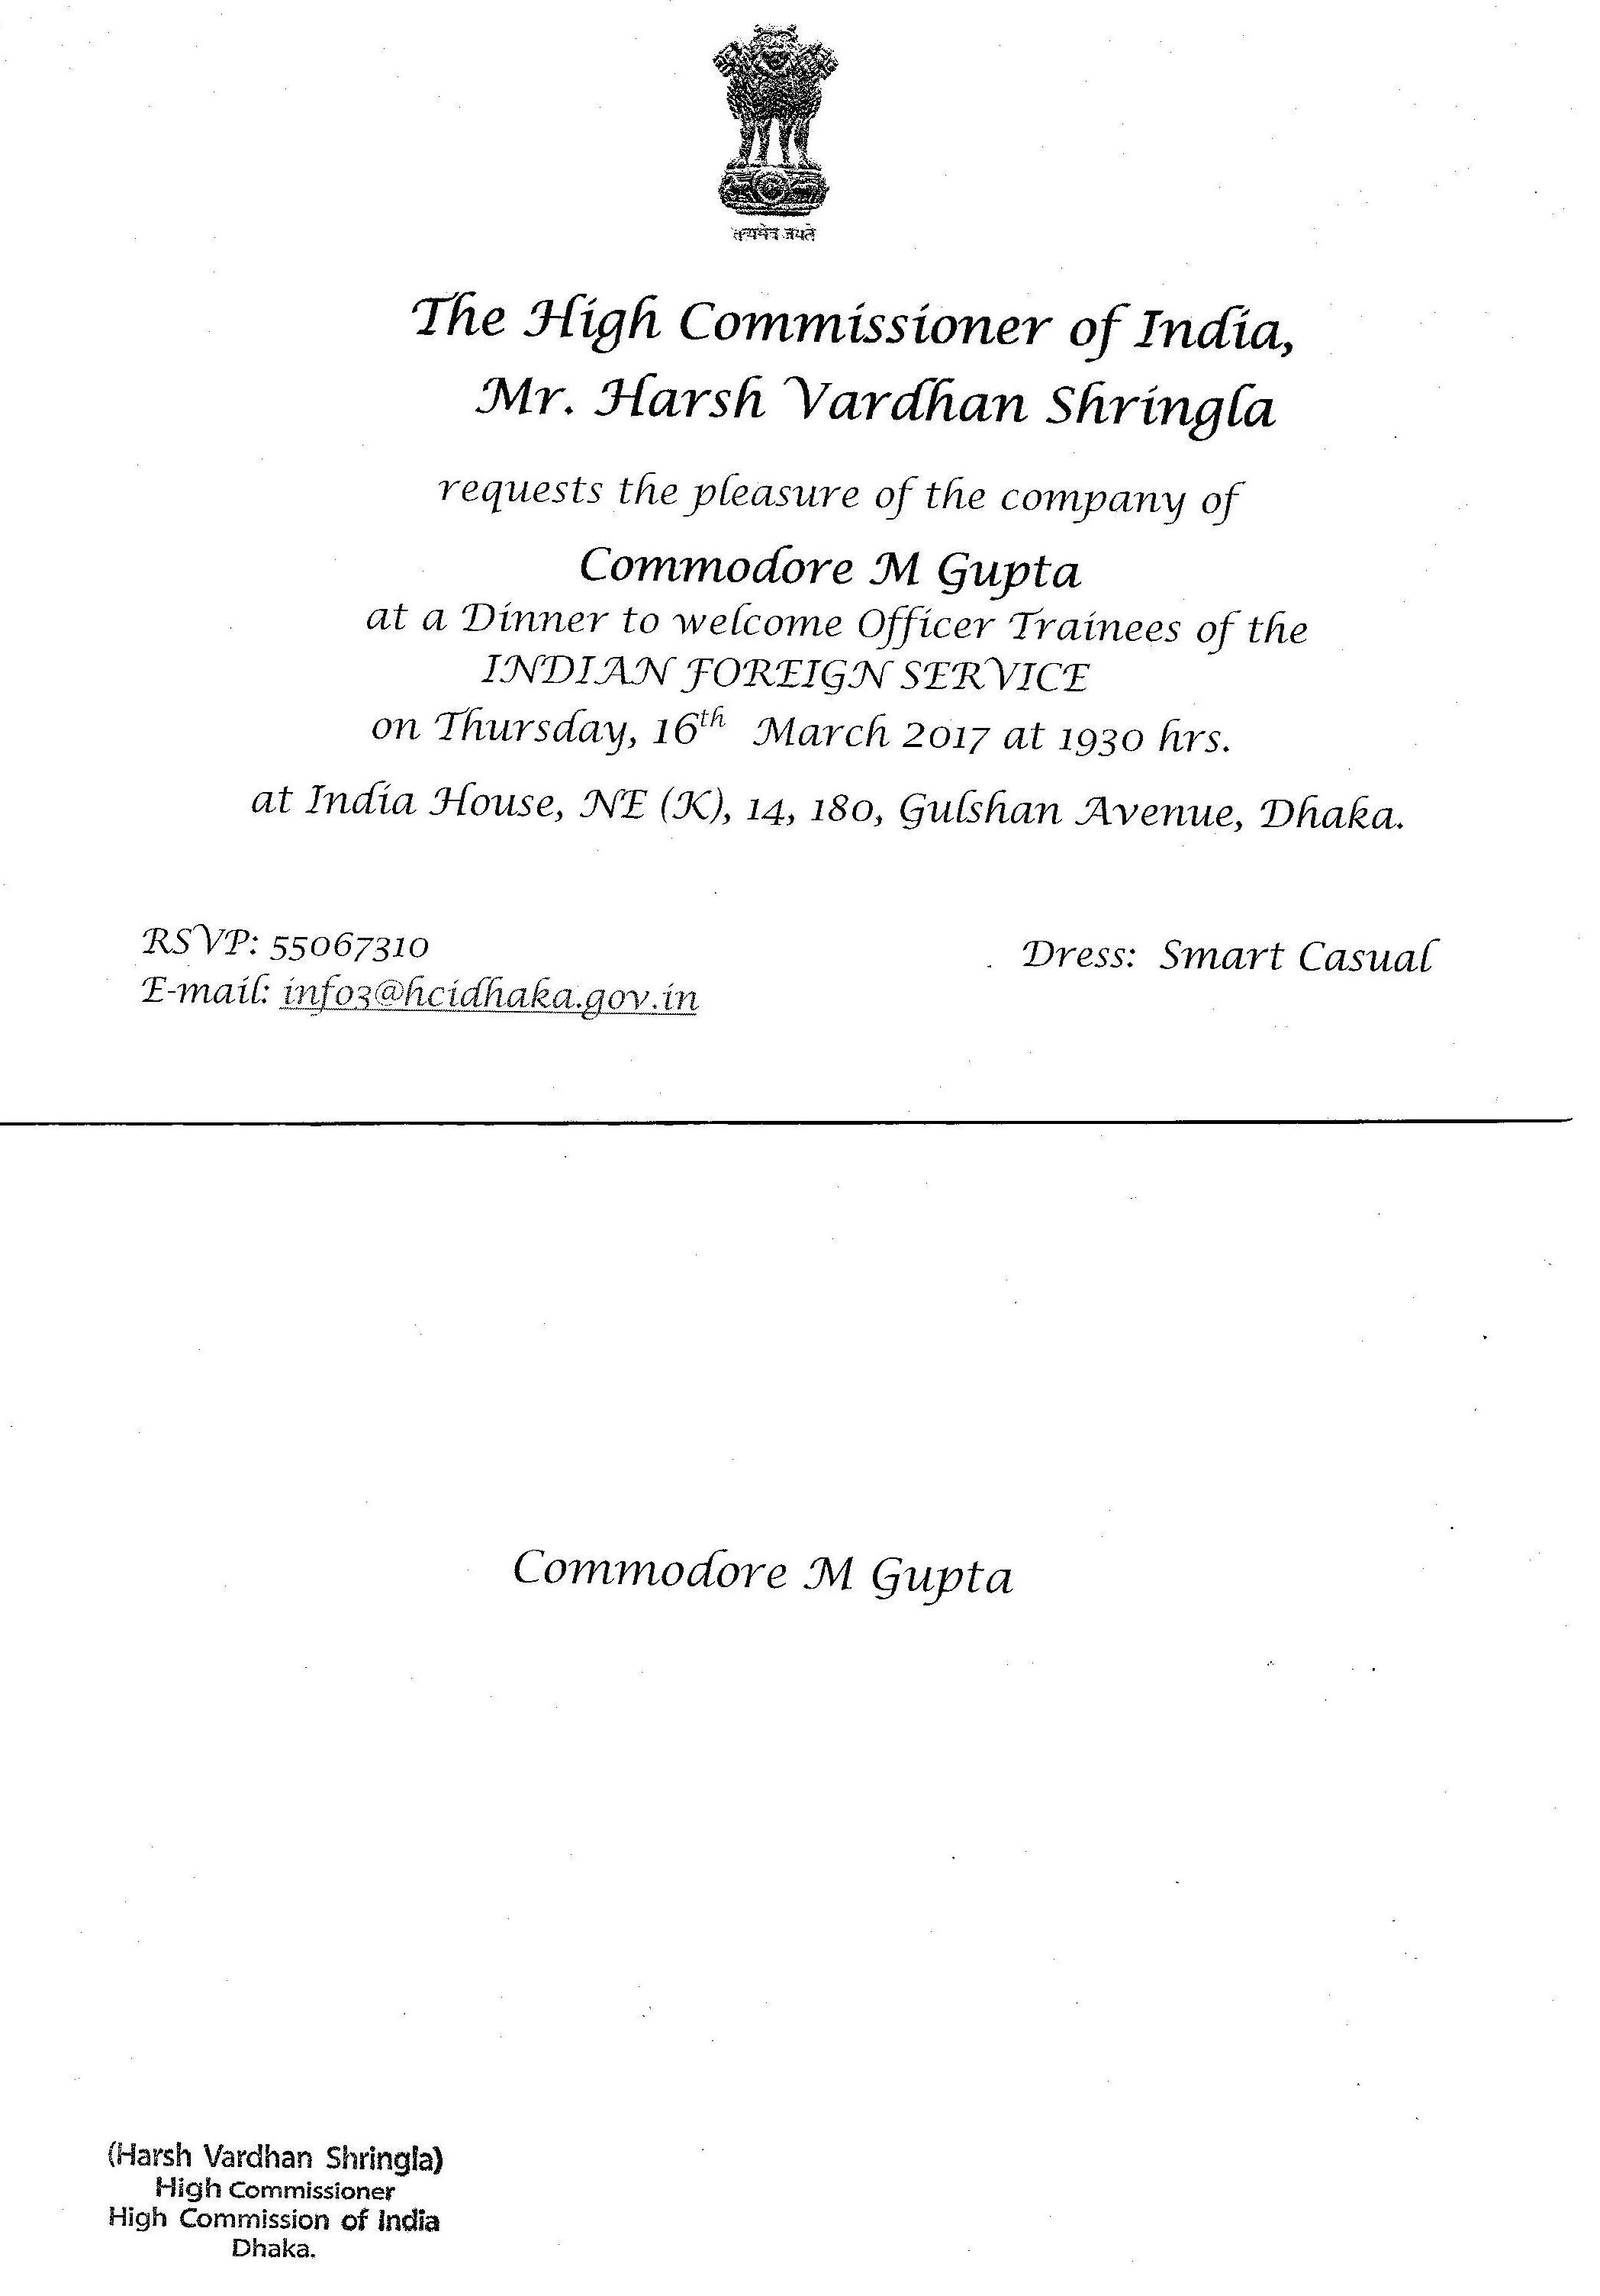 सत्यमेव जयते
The High Commissioner of India,
Mr. Harsh Vardhan Shringla
requests the pleasure of the company of
Commodore M Gupta
at a Dinner to welcome Officer Trainees of the
INDIAN FOREIGN SERVICE
on Thursday, 16th March 2017 at 1930 hrs.
at India House, NE (K), 14, 180, Gulshan Avenue, Dhaka.
RSVP: 55067310
Dress: Smart Casual
E-mail: info3@hcidhaka.gov.in
Commodore M Gupta
(Harsh Vardhan Shringla)
High Commissioner
High Commission of India
Dhaka.